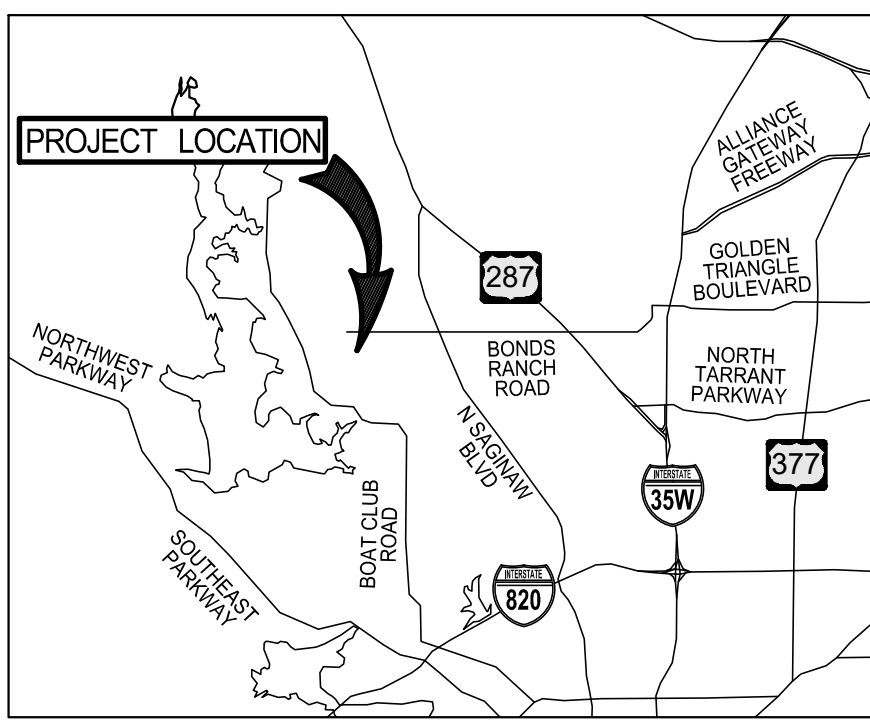 PROJECT LOCATION
ALLIANCE
GATEWAY
FREEWAY
287
GOLDEN
TRIANGLE
BOULEVARD
NORTHWEST
PARKWAY
BONDS
RANCH
ROAD
NORTH
TARRANT
PARKWAY
N SAGINAW
BLVD
377
INTERSTATE
35W
BOAT CLUB
ROAD
SOUTHEAST
PARKWAY
INTERSTATE
820